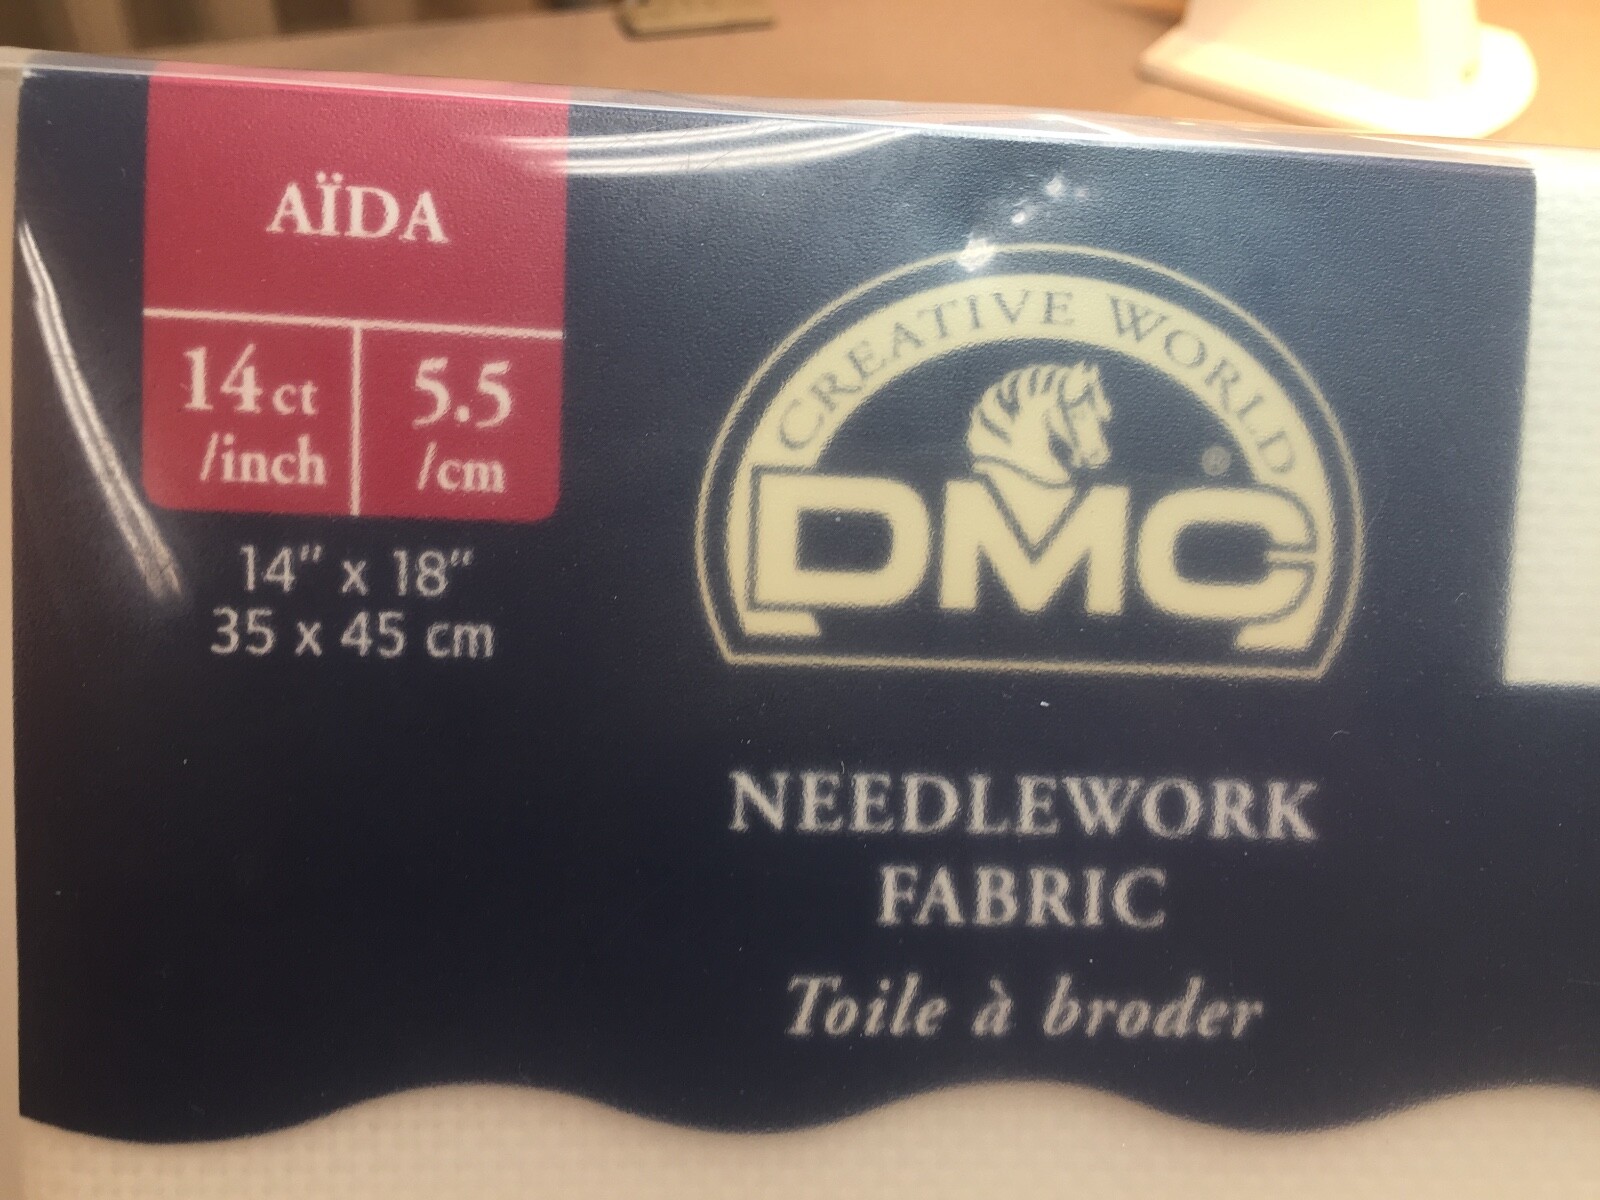 AÏDA
14ct
/inch
5.5
/cm
14" x 18"
35 x 45 cm
CREATIVE WORLD
DMC®
NEEDLEWORK
FABRIC
Toile à broder